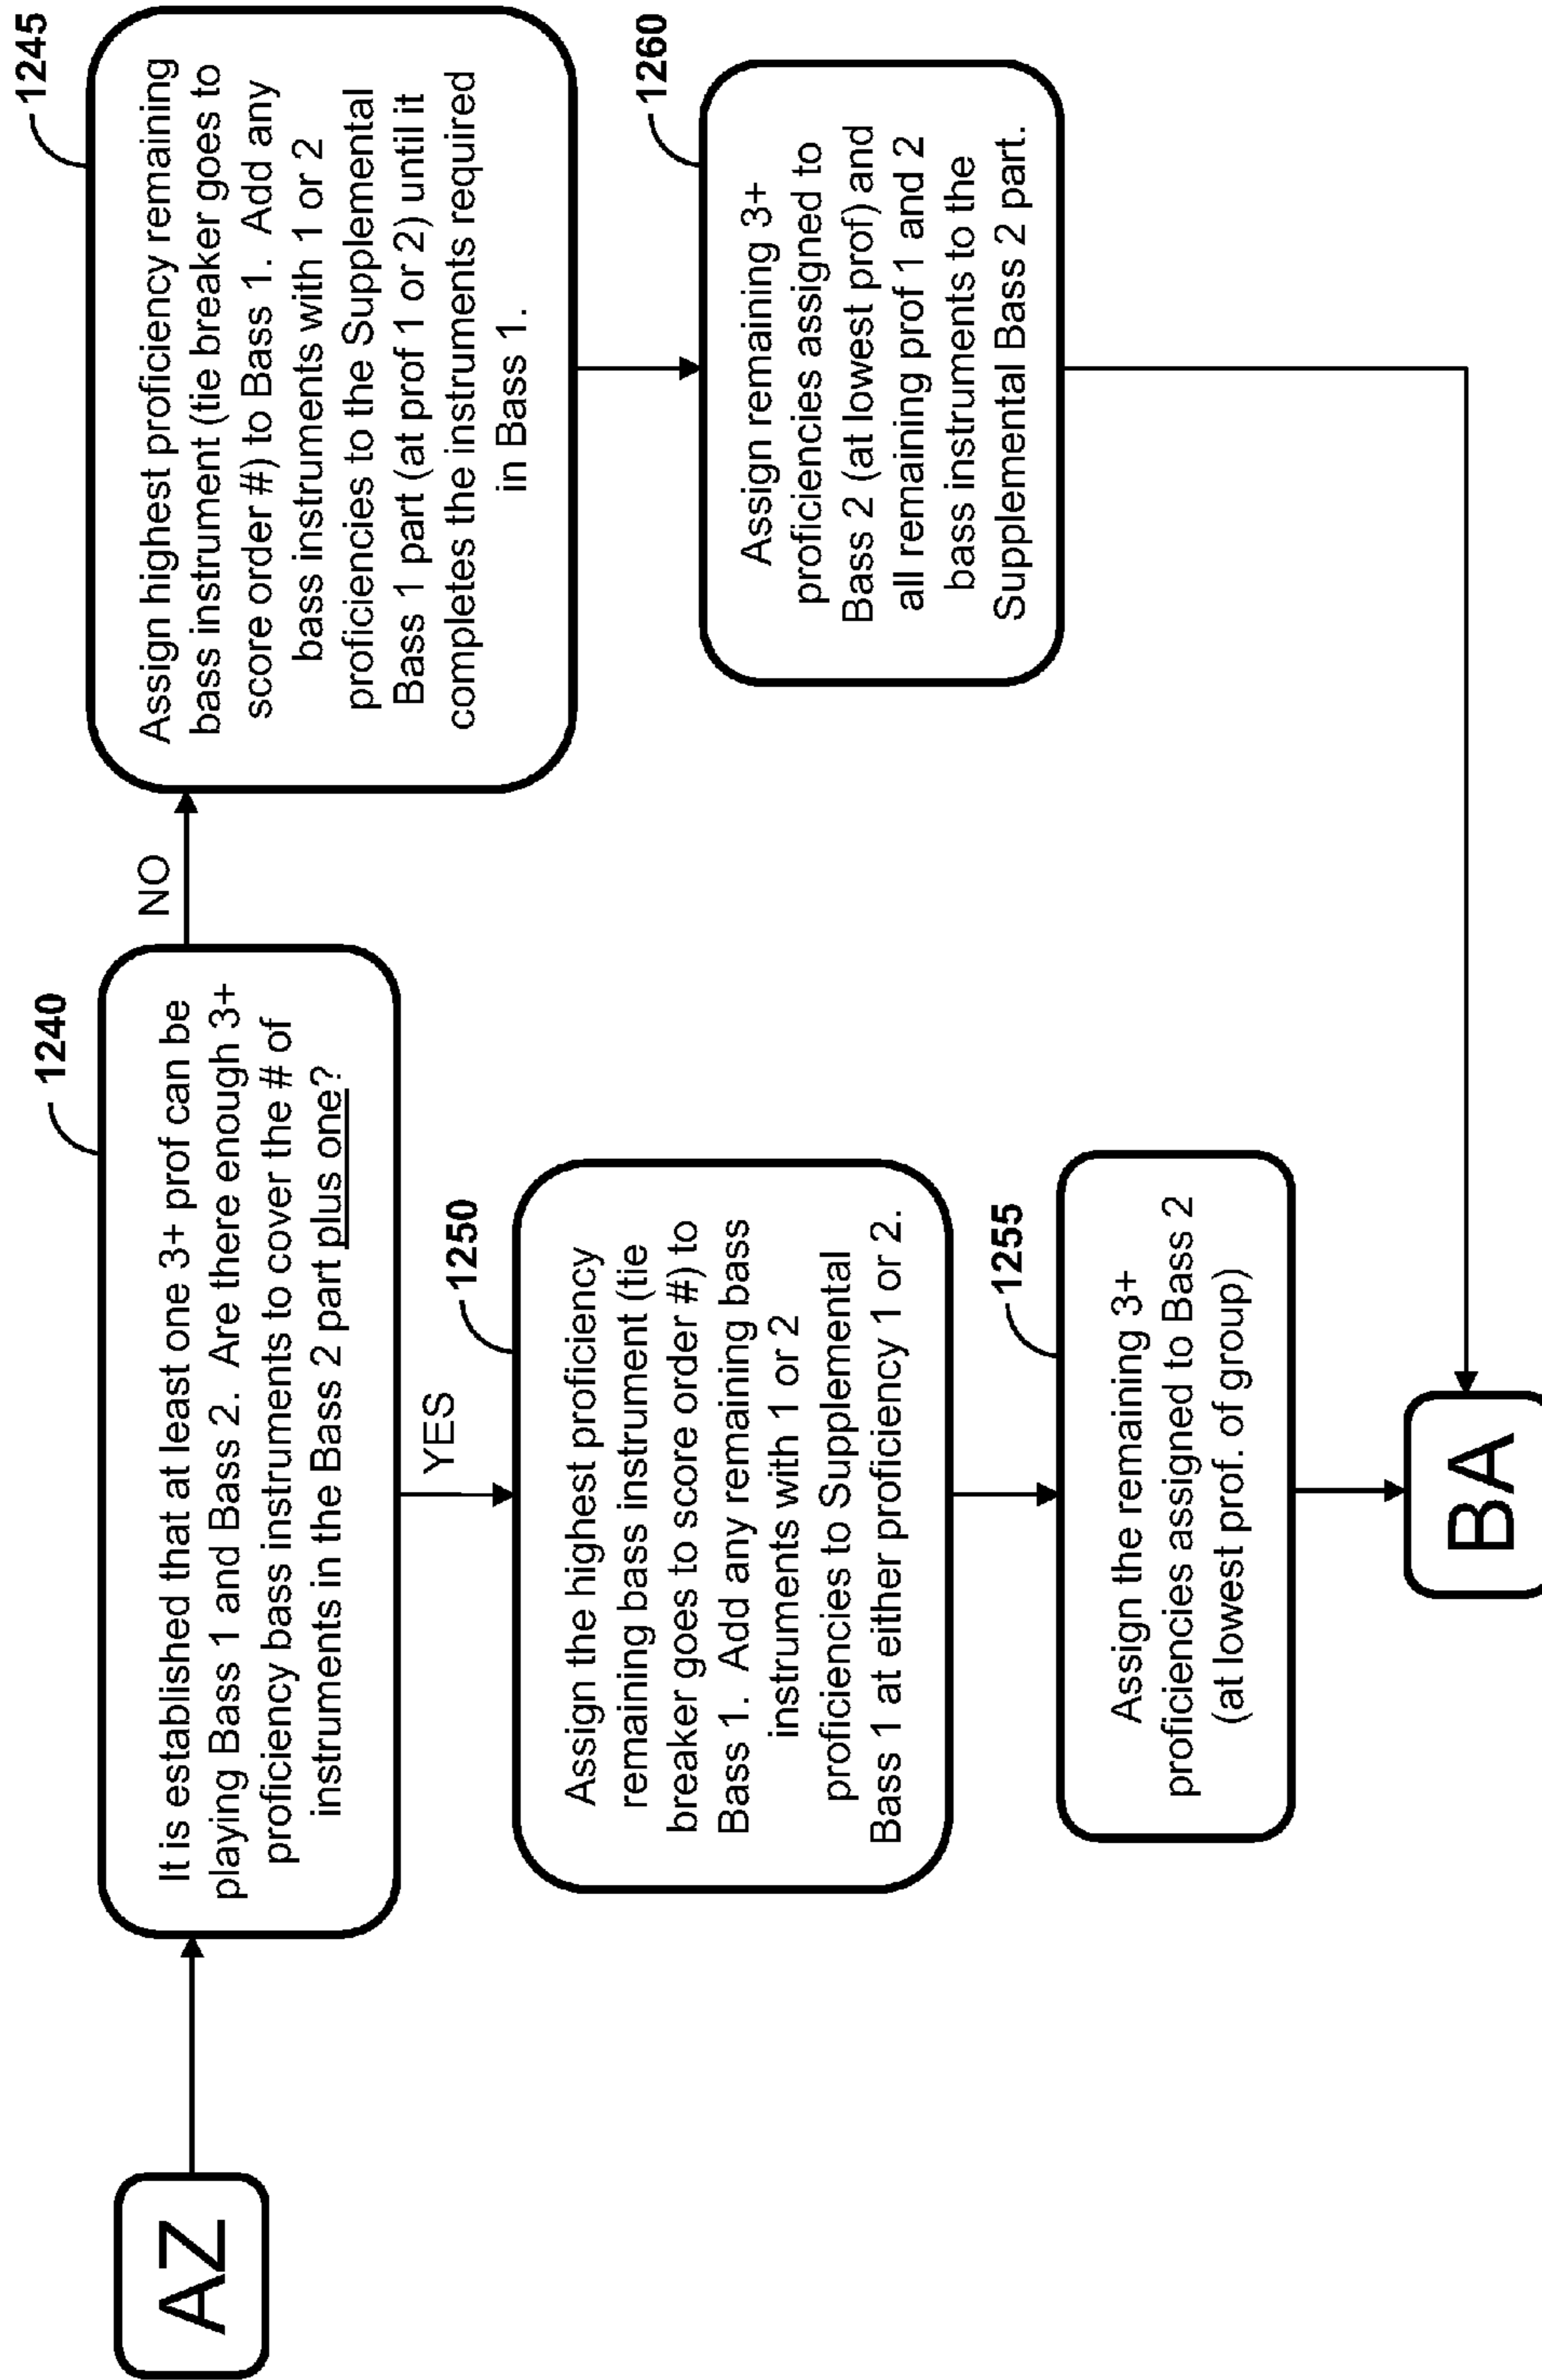 AZ
1240
It is established that at least one 3+ prof can be
playing Bass 1 and Bass 2. Are there enough 3+
proficiency bass instruments to cover the # of
instruments in the Bass 2 part plus one?
NO
1245
Assign highest proficiency remaining
bass instrument (tie breaker goes to
score order #) to Bass 1. Add any
bass instruments with 1 or 2
proficiencies to the Supplemental
Bass 1 part (at prof 1 or 2) until it
completes the instruments required
in Bass 1.
YES
1250
Assign the highest proficiency
remaining bass instrument (tie
breaker goes to score order #) to
Bass 1. Add any remaining bass
instruments with 1 or 2
proficiencies to Supplemental
Bass 1 at either proficiency 1 or 2.
1260
Assign remaining 3+
proficiencies assigned to
Bass 2 (at lowest prof) and
all remaining prof 1 and 2
bass instruments to the
Supplemental Bass 2 part.
1255
Assign the remaining 3+
proficiencies assigned to Bass 2
(at lowest prof. of group)
BA